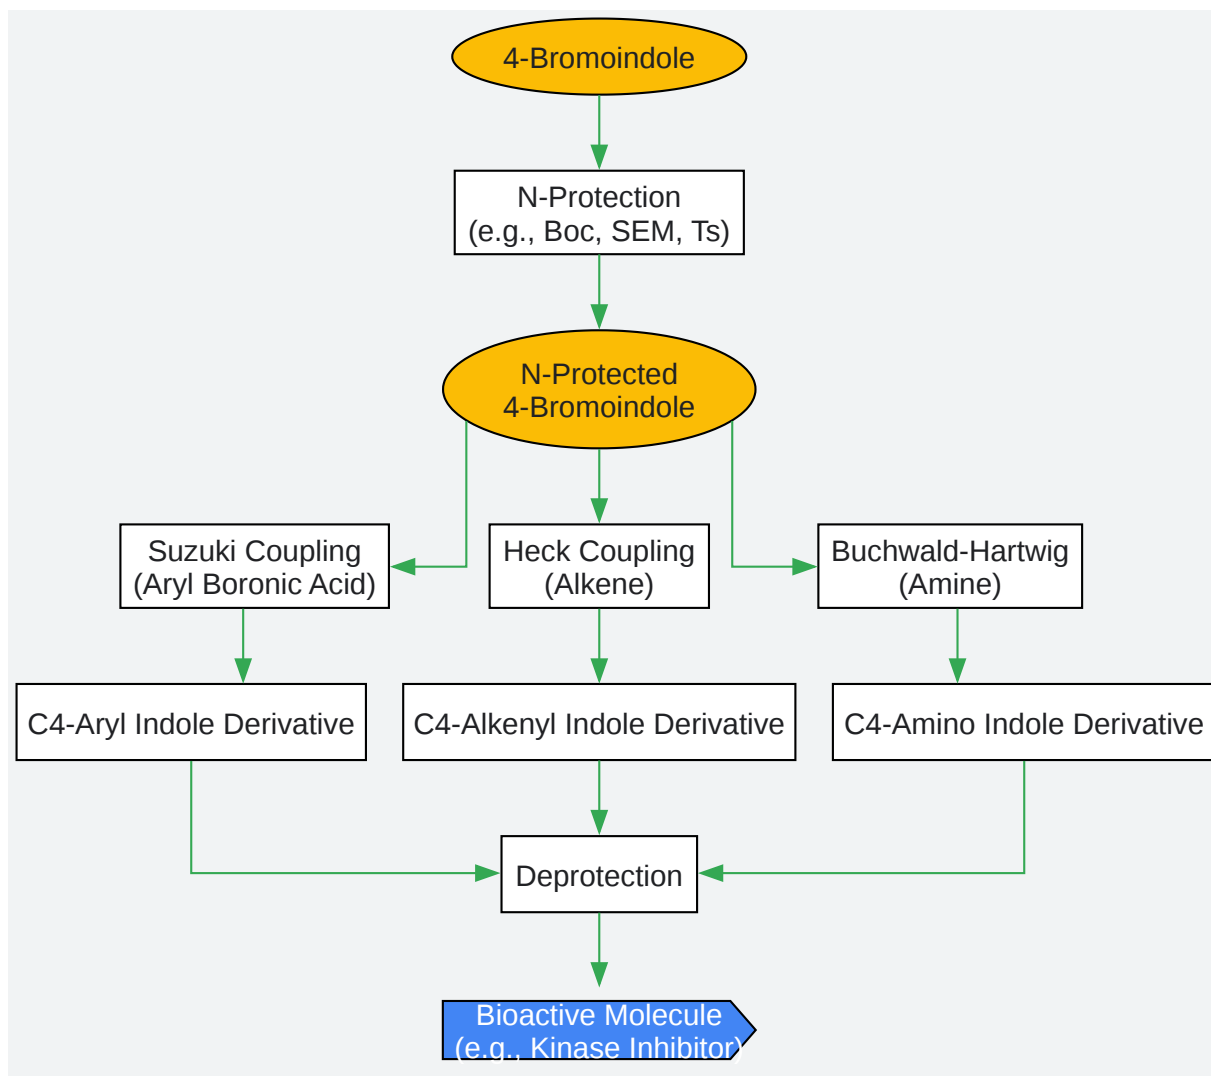 4-Bromoindole
N-Protection
(e.g., Boc, SEM, Ts)
N-Protected
4-Bromoindole
Suzuki Coupling
(Aryl Boronic Acid)
Heck Coupling
(Alkene)
Buchwald-Hartwig
(Amine)
C4-Aryl Indole Derivative
C4-Alkenyl Indole Derivative
C4-Amino Indole Derivative
Deprotection
Bioactive Molecule
(e.g., Kinase Inhibitor)